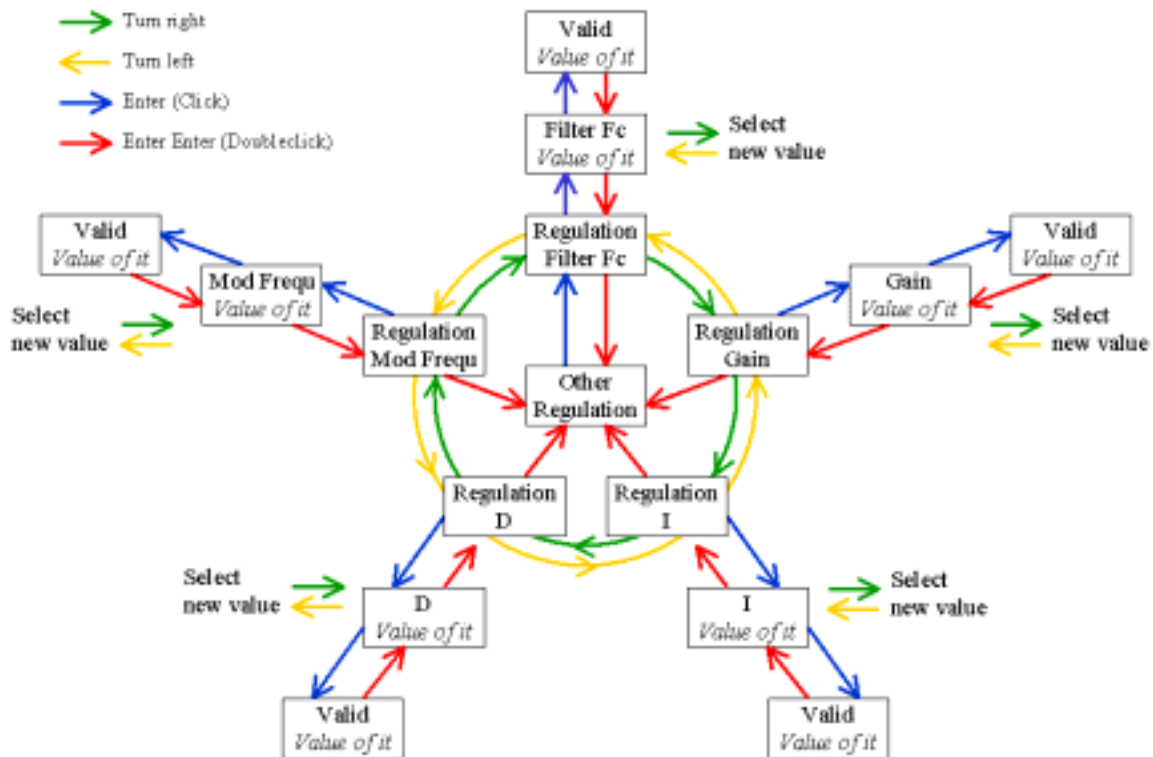 Turn right
Turn left
Enter (Click)
Enter Enter (Doubleclick)
Valid
Value of it
Filter Fc
Value of it
Select
new value
Regulation
Filter Fc
Valid
Value of it
Mod Frequ
Value of it
Select
new value
Regulation
Mod Frequ
Valid
Value of it
Gain
Value of it
Select
new value
Regulation
Gain
Other
Regulation
Regulation
D
Regulation
I
Select
new value
D
Value of it
Valid
Value of it
I
Value of it
Select
new value
Valid
Value of it